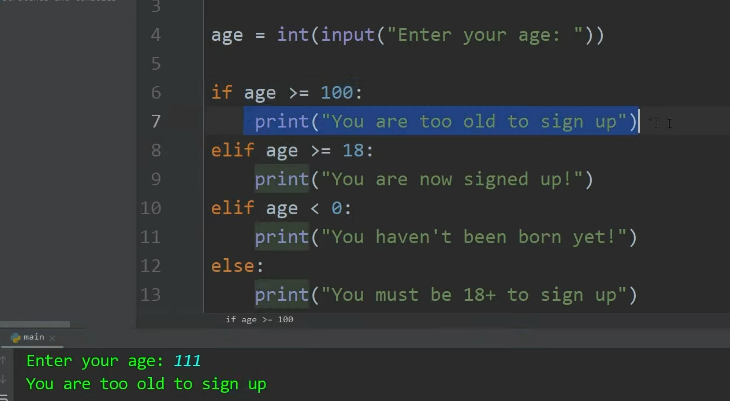 3
4 age = int(input("Enter your age: "))
5
6 if age >= 100:
7 print("You are too old to sign up")
8 elif age >= 18:
9 print("You are now signed up!")
10 elif age < 0:
11 print("You haven't been born yet!")
12 else:
13 print("You must be 18+ to sign up")
if age >= 100
main ×
Enter your age: 111
You are too old to sign up